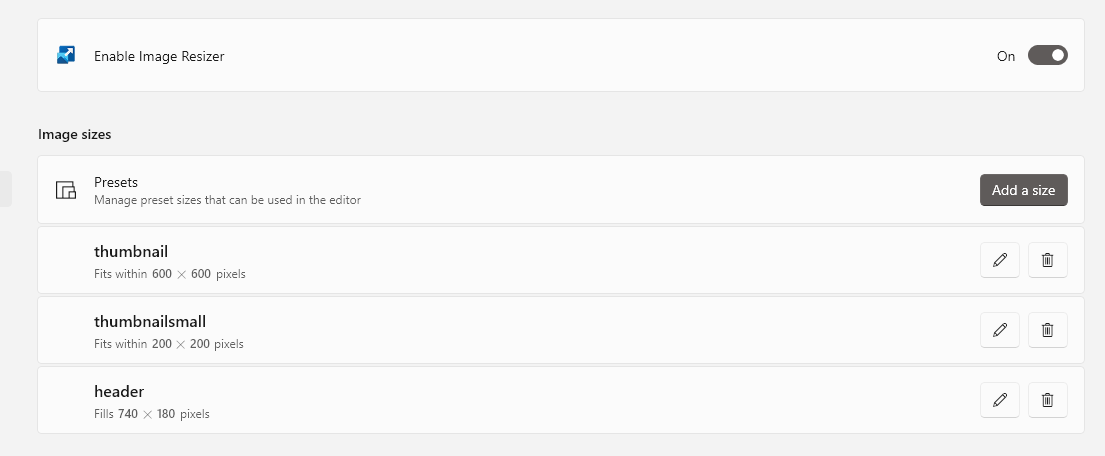 Enable Image Resizer On
Image sizes
Presets
Manage preset sizes that can be used in the editor
Add a size
thumbnail
Fits within 600 × 600 pixels
thumbnailsmall
Fits within 200 × 200 pixels
header
Fills 740 × 180 pixels